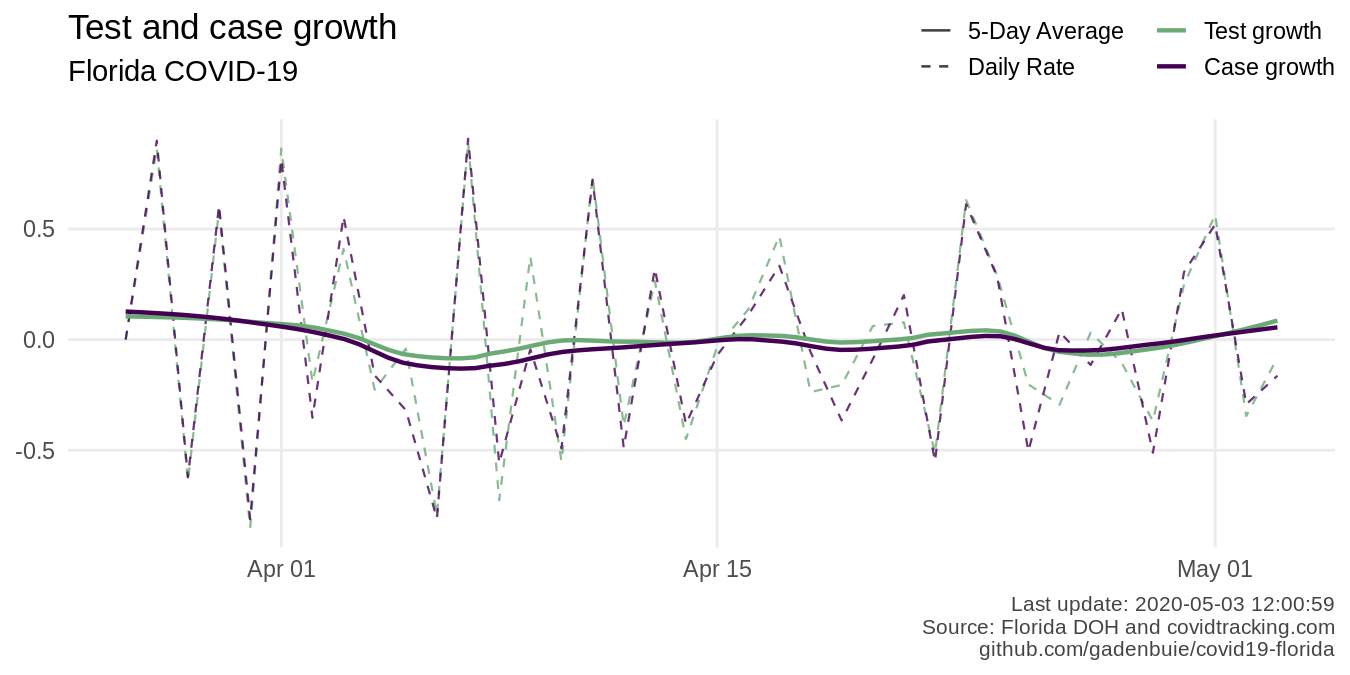 Test and case growth
Florida COVID-19
5-Day Average
Daily Rate
Test growth
Case growth
0.5
0.0
-0.5
Apr 01
Apr 15
May 01
Last update: 2020-05-03 12:00:59
Source: Florida DOH and covidtracking.com
github.com/gadenbuie/covid19-florida